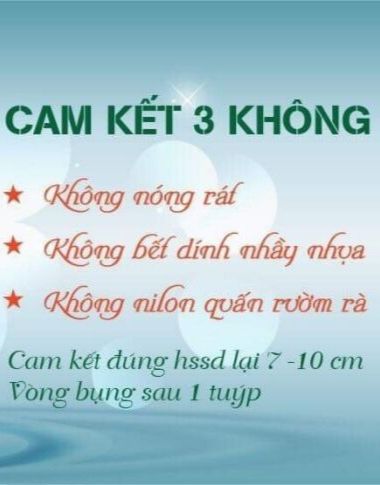 CAM KẾT 3 KHÔNG
Không nóng rát
Không bết dính nhầy nhụa
Không nilon quấn rườm rà
Cam kết đúng hssd lại 7 -10 cm
Vòng bụng sau 1 tuýp